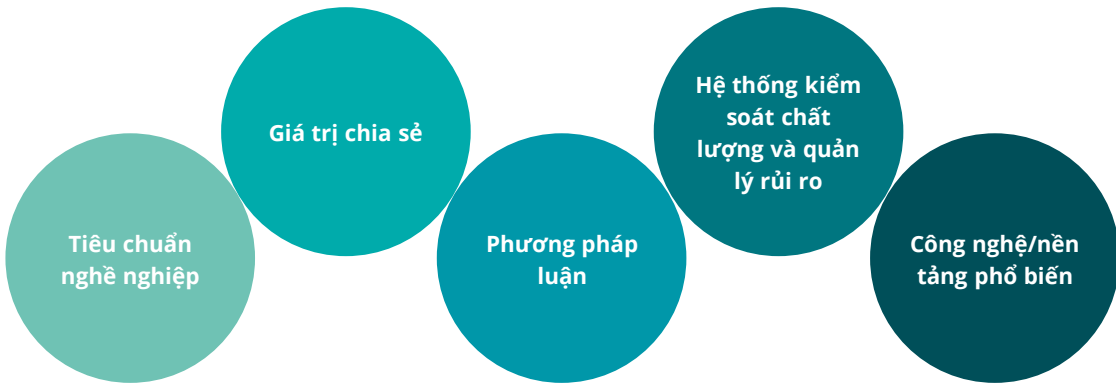 Tiêu chuẩn
nghề nghiệp
Giá trị chia sẻ
Phương pháp
luận
Hệ thống kiểm
soát chất
lượng và quản
lý rủi ro
Công nghệ/nền
tảng phổ biến